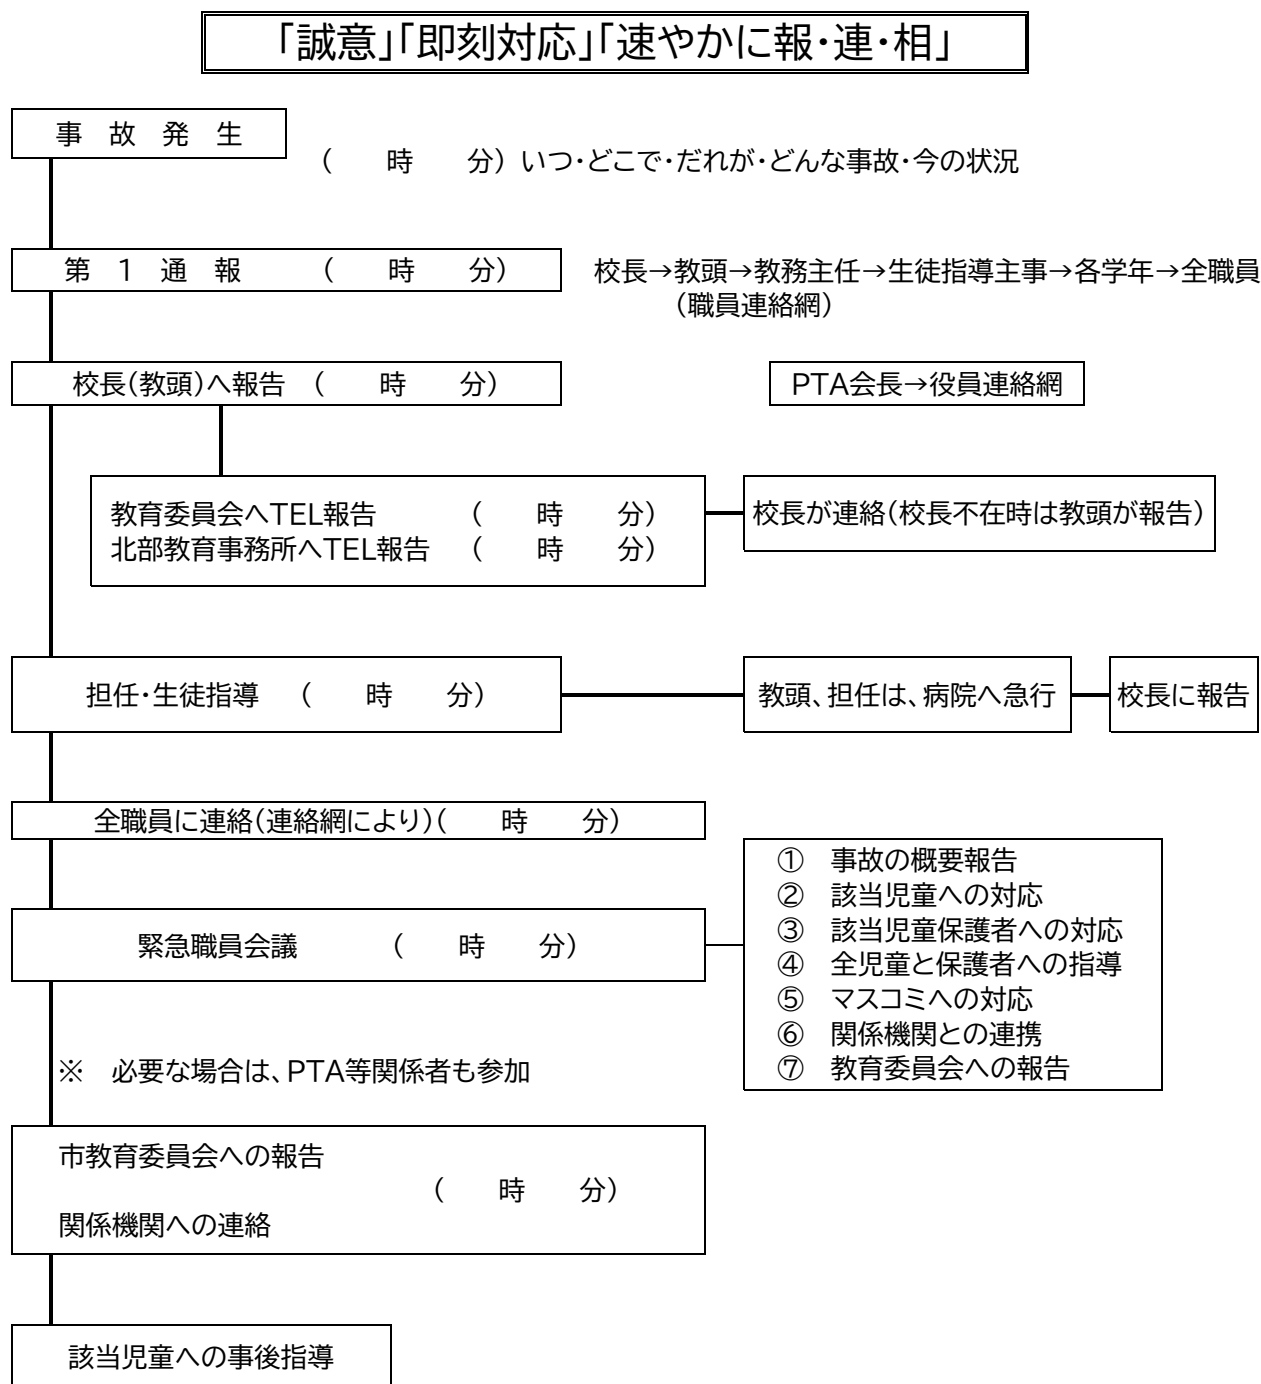 「誠意」「即刻対応」「速やかに報・連・相」
事　故　発　生
（　　時　　分）いつ・どこで・だれが・どんな事故・今の状況
第　１　通　報　　　（　　時　　分）
校長→教頭→教務主任→生徒指導主事→各学年→全職員
（職員連絡網）
校長（教頭）へ報告　（　　時　　分）
PTA会長→役員連絡網
教育委員会へTEL報告　　　（　　時　　分）
北部教育事務所へTEL報告　（　　時　　分）
校長が連絡（校長不在時は教頭が報告）
担任・生徒指導　（　　時　　分）
教頭、担任は、病院へ急行
校長に報告
全職員に連絡（連絡網により）（　　時　　分）
緊急職員会議　　　（　　時　　分）
①　事故の概要報告
②　該当児童への対応
③　該当児童保護者への対応
④　全児童と保護者への指導
⑤　マスコミへの対応
⑥　関係機関との連携
⑦　教育委員会への報告
※　必要な場合は、PTA等関係者も参加
市教育委員会への報告
（　　時　　分）
関係機関への連絡
該当児童への事後指導